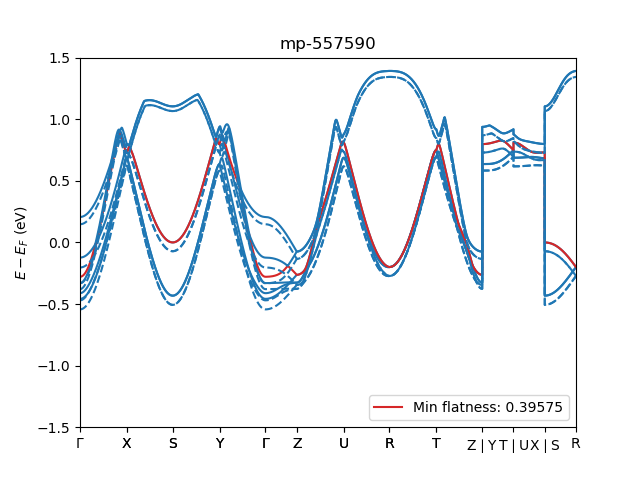 mp-557590
E − E_F (eV)
1.5
1.0
0.5
0.0
−0.5
−1.0
−1.5
Min flatness: 0.39575
Γ X S Y Γ Z U R T Z | Y T | U X | S R